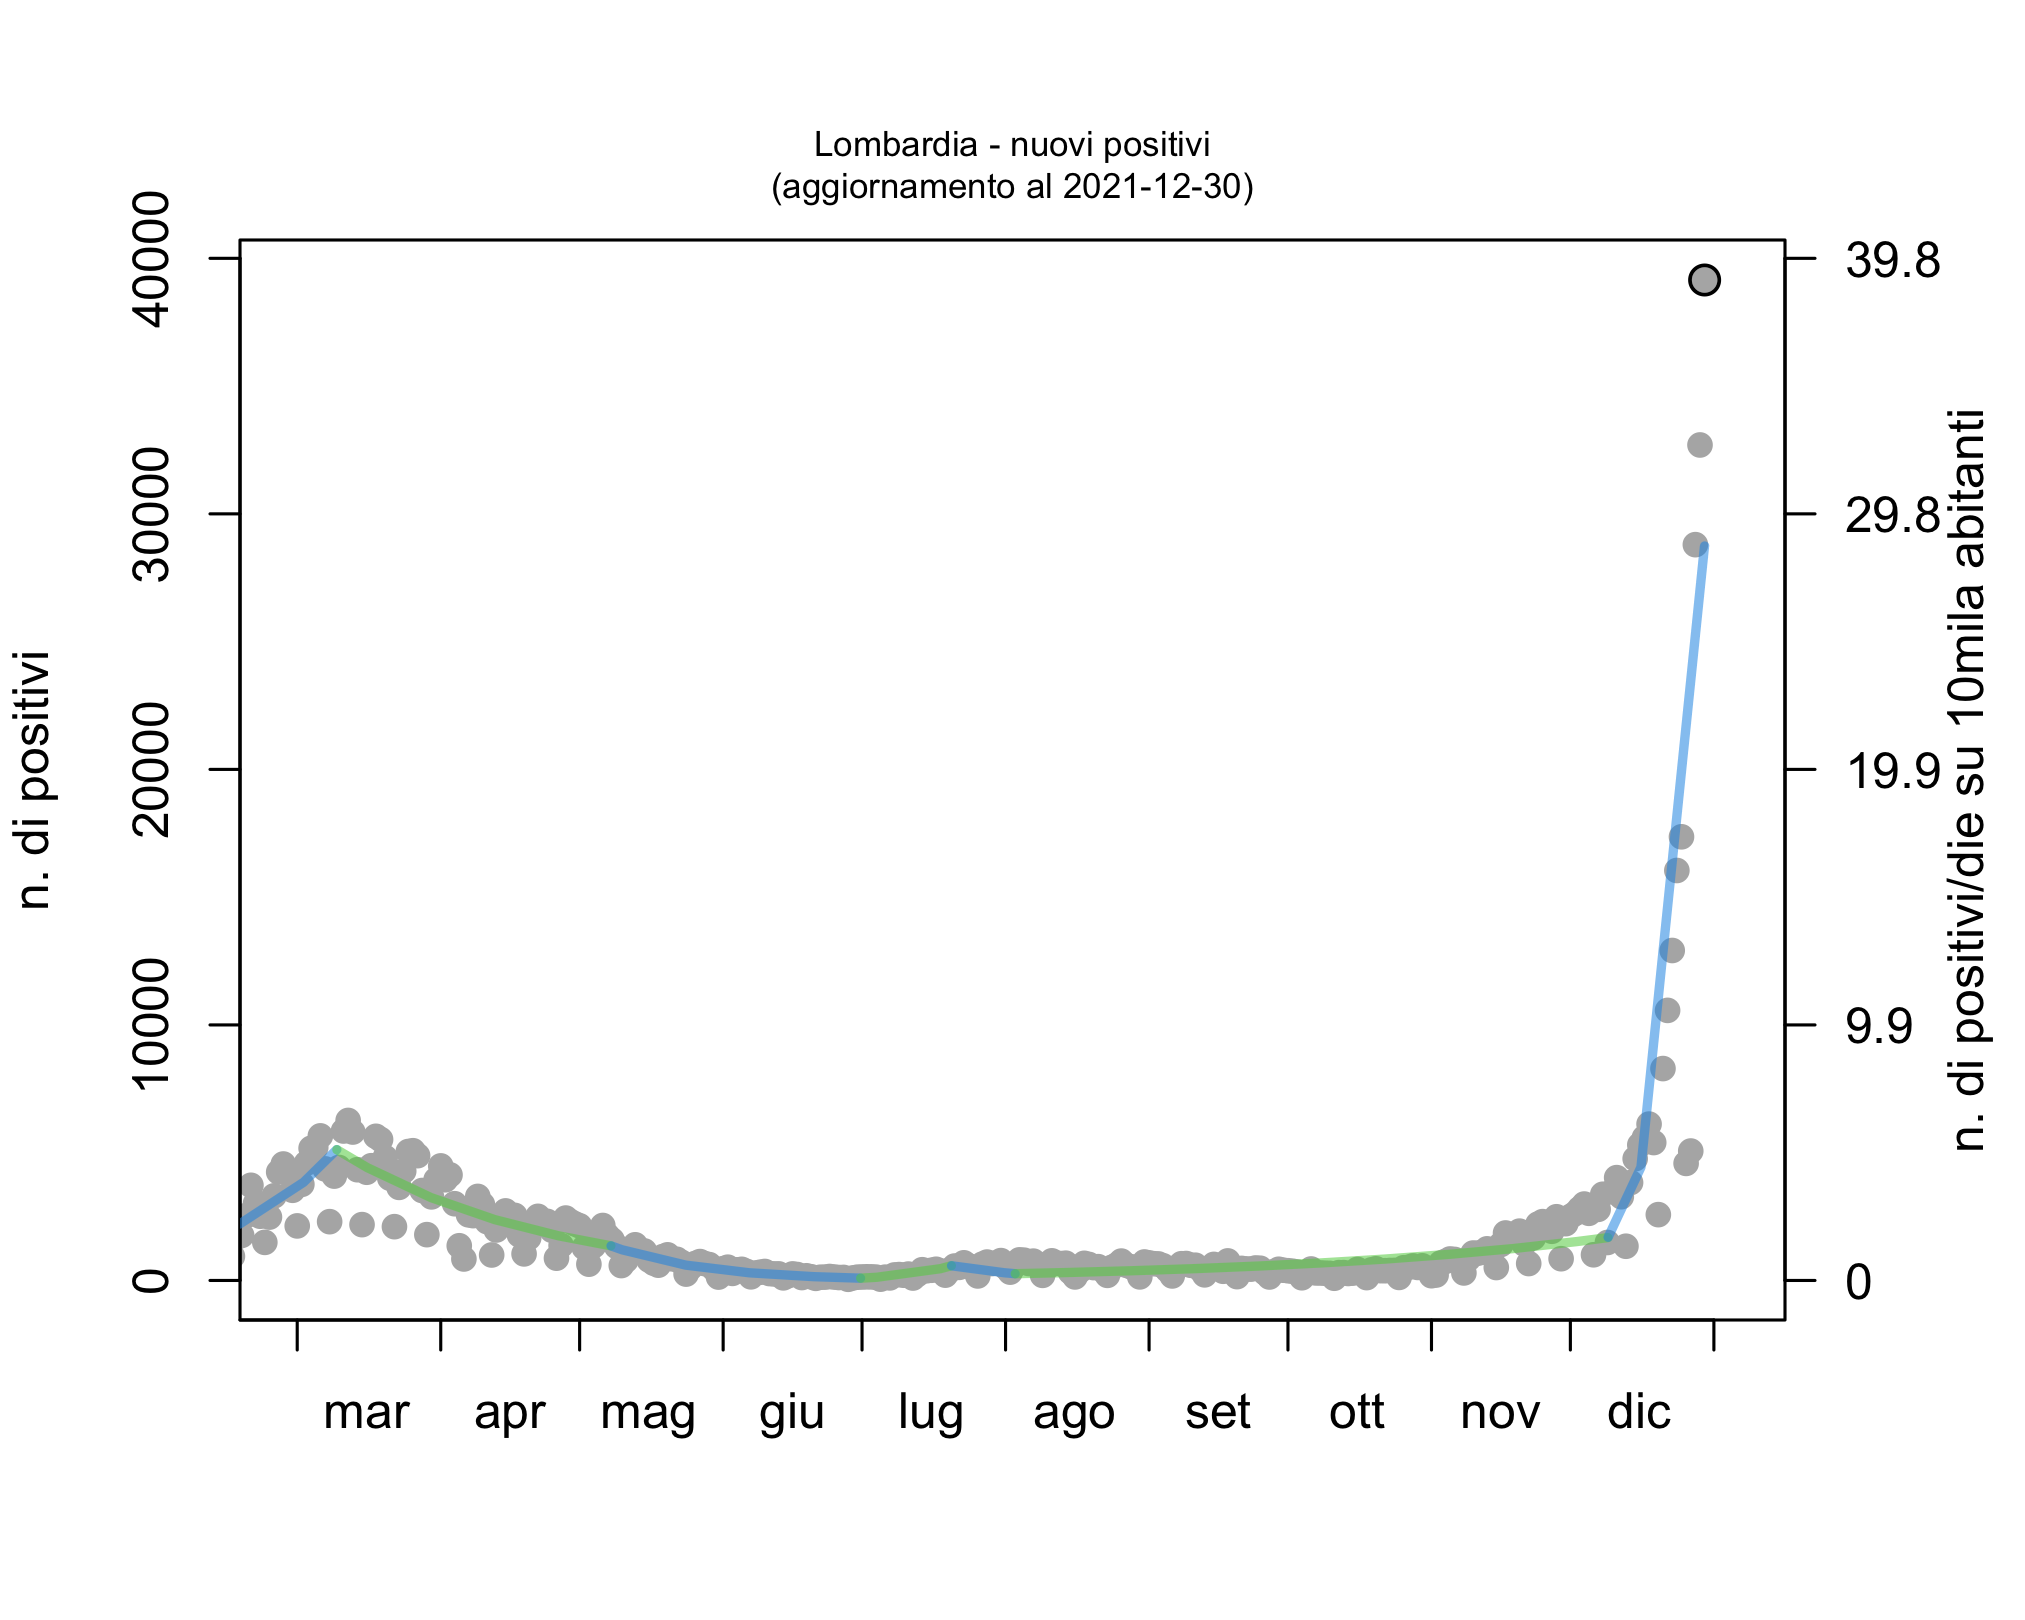 Lombardia - nuovi positivi
(aggiornamento al 2021-12-30)
n. di positivi
40000
30000
20000
10000
0
39.8
29.8
19.9
9.9
0
n. di positivi/die su 10mila abitanti
mar apr mag giu lug ago set ott nov dic